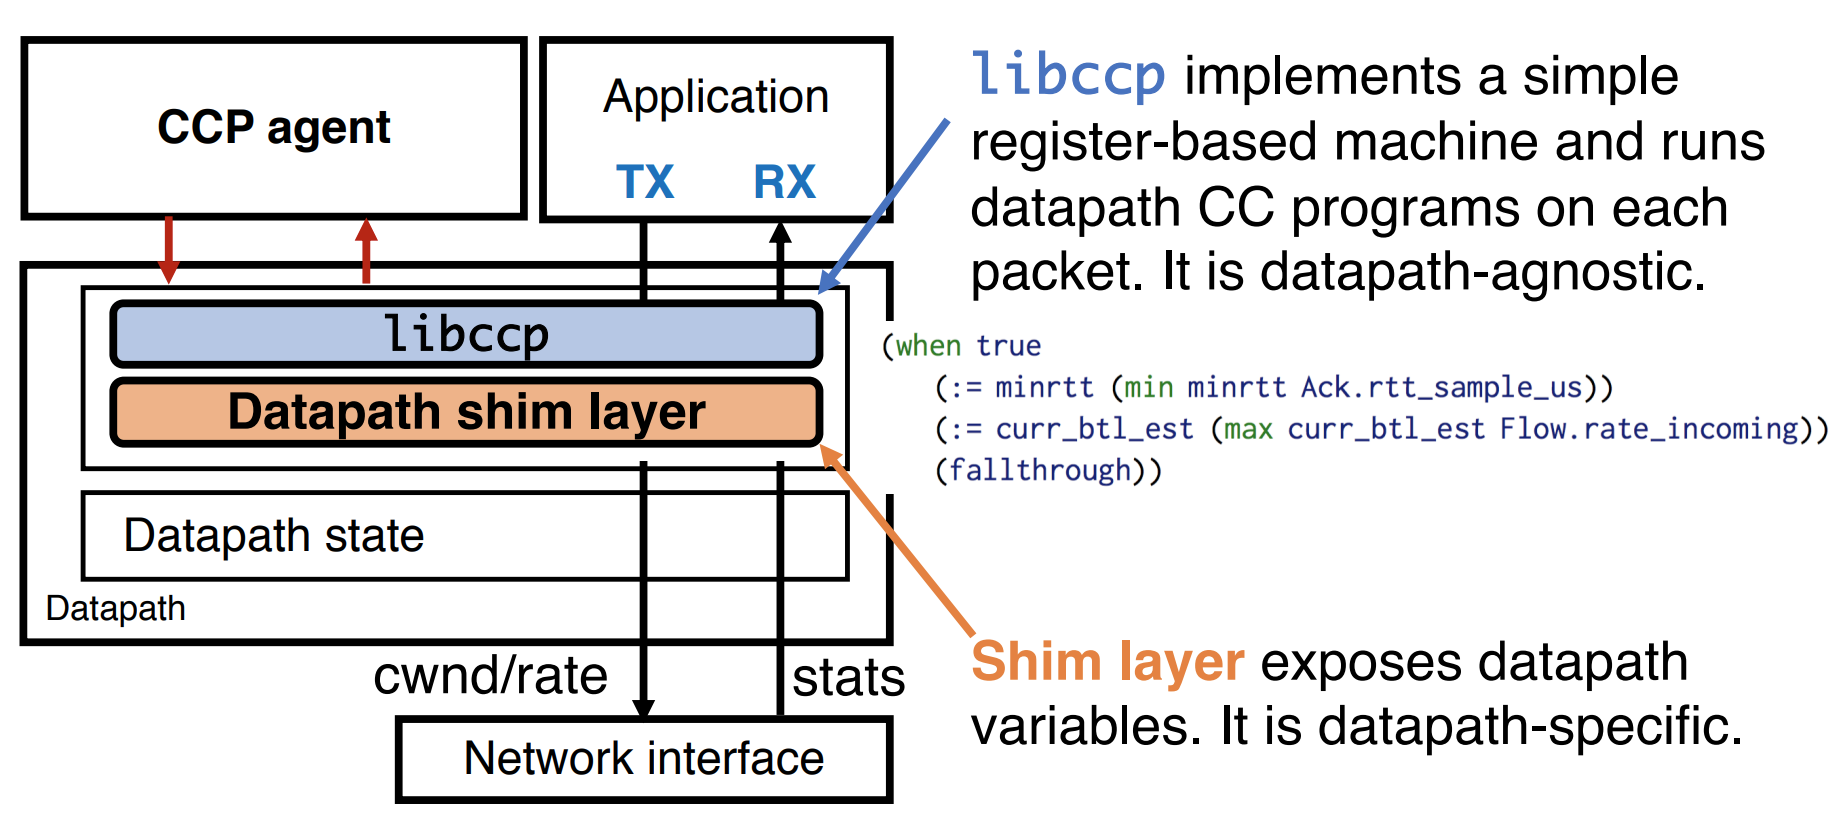 CCP agent
Application
TX RX
libccp
Datapath shim layer
Datapath state
Datapath
cwnd/rate
stats
Network interface
libccp implements a simple
register-based machine and runs
datapath CC programs on each
packet. It is datapath-agnostic.
(when true
(:= minrtt (min minrtt Ack.rtt_sample_us))
(:= curr_btl_est (max curr_btl_est Flow.rate_incoming))
(fallthrough))
Shim layer exposes datapath
variables. It is datapath-specific.